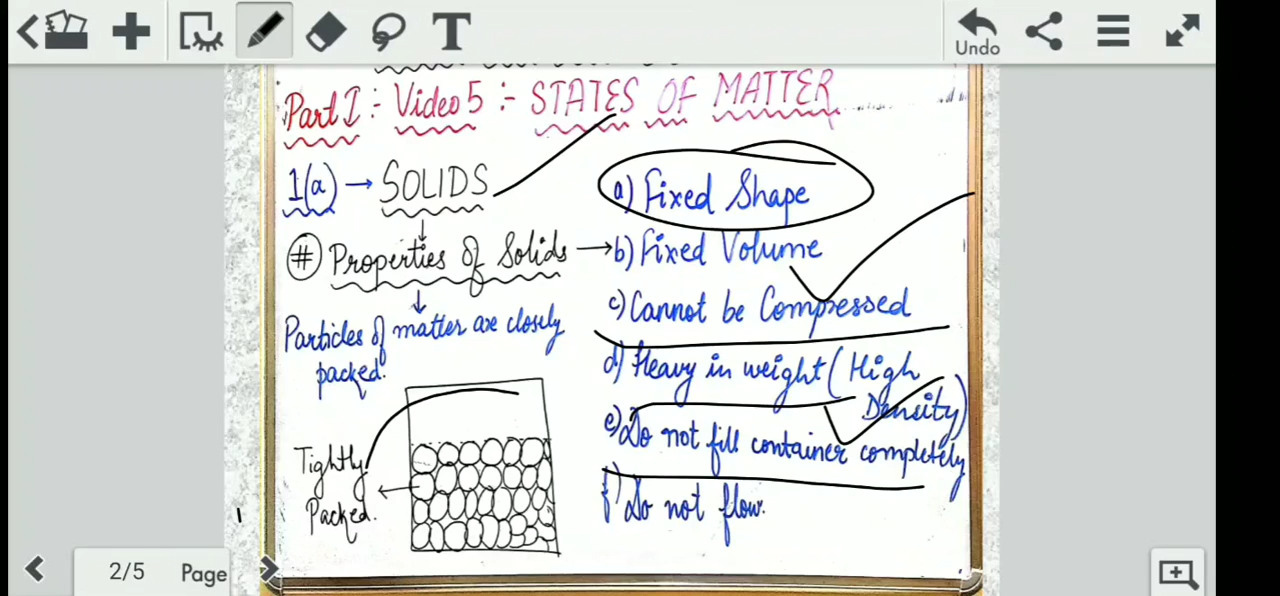 Undo
Part I :- Video 5 :- STATES OF MATTER
1(a) → SOLIDS
# Properties of Solids →
Particles of matter are closely
packed.
Tightly
Packed.
a) Fixed Shape
b) Fixed Volume
c) Cannot be Compressed
d) Heavy in weight (High
Density)
e) Do not fill container completely
f) Do not flow.
2/5 Page